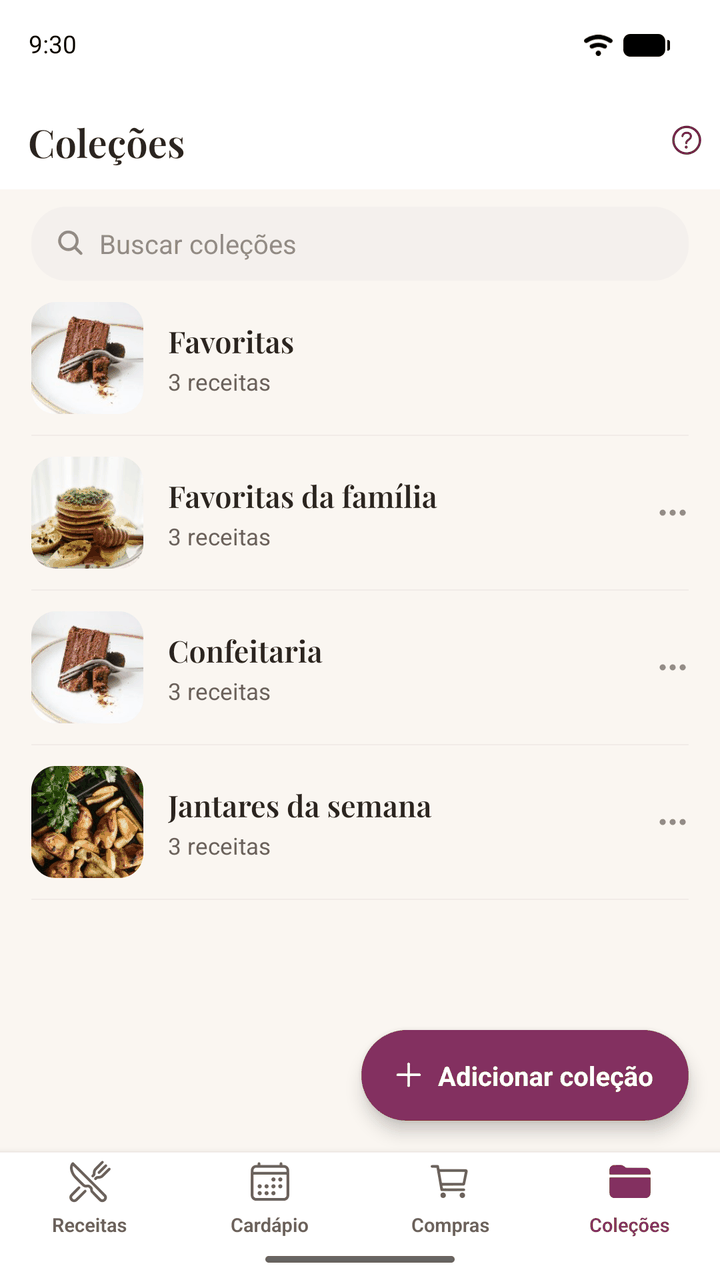 9:30
Coleções
Buscar coleções
Favoritas
3 receitas
Favoritas da família
3 receitas
Confeitaria
3 receitas
Jantares da semana
3 receitas
Adicionar coleção
Receitas
Cardápio
Compras
Coleções